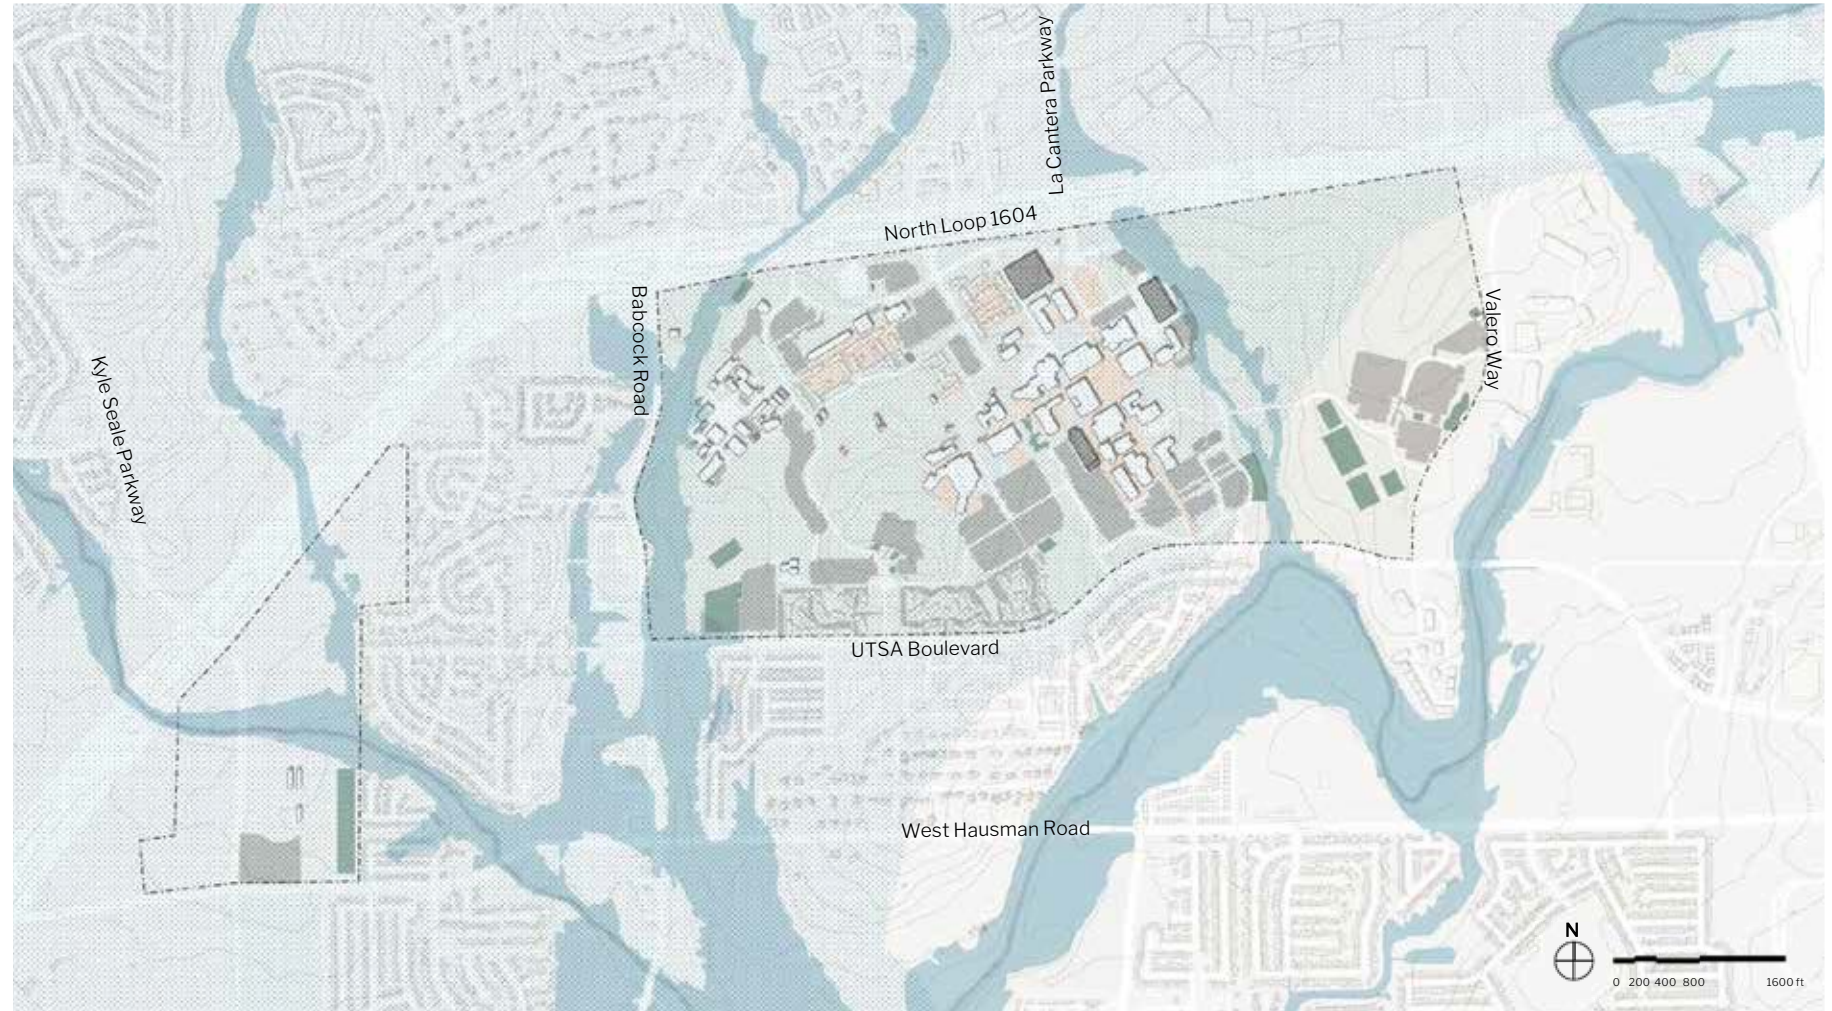 La Cantera Parkway
North Loop 1604
Babcock Road
Valero Way
Kyle Seale Parkway
UTSA Boulevard
West Hausman Road
N
0 200 400 800 1600 ft